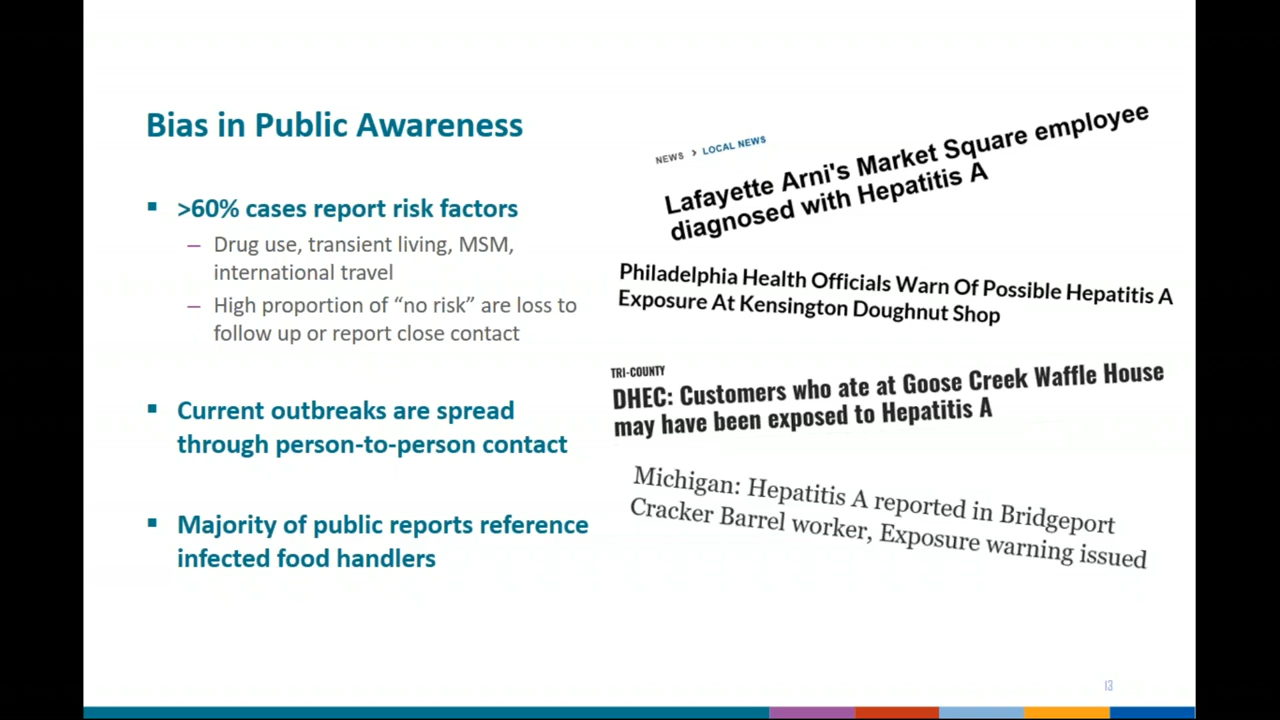 Bias in Public Awareness
▪ >60% cases report risk factors
– Drug use, transient living, MSM,
international travel
– High proportion of “no risk” are loss to
follow up or report close contact
▪ Current outbreaks are spread
through person-to-person contact
▪ Majority of public reports reference
infected food handlers
NEWS > LOCAL NEWS
Lafayette Arni's Market Square employee
diagnosed with Hepatitis A
Philadelphia Health Officials Warn Of Possible Hepatitis A
Exposure At Kensington Doughnut Shop
TRI-COUNTY
DHEC: Customers who ate at Goose Creek Waffle House
may have been exposed to Hepatitis A
Michigan: Hepatitis A reported in Bridgeport
Cracker Barrel worker, Exposure warning issued
13